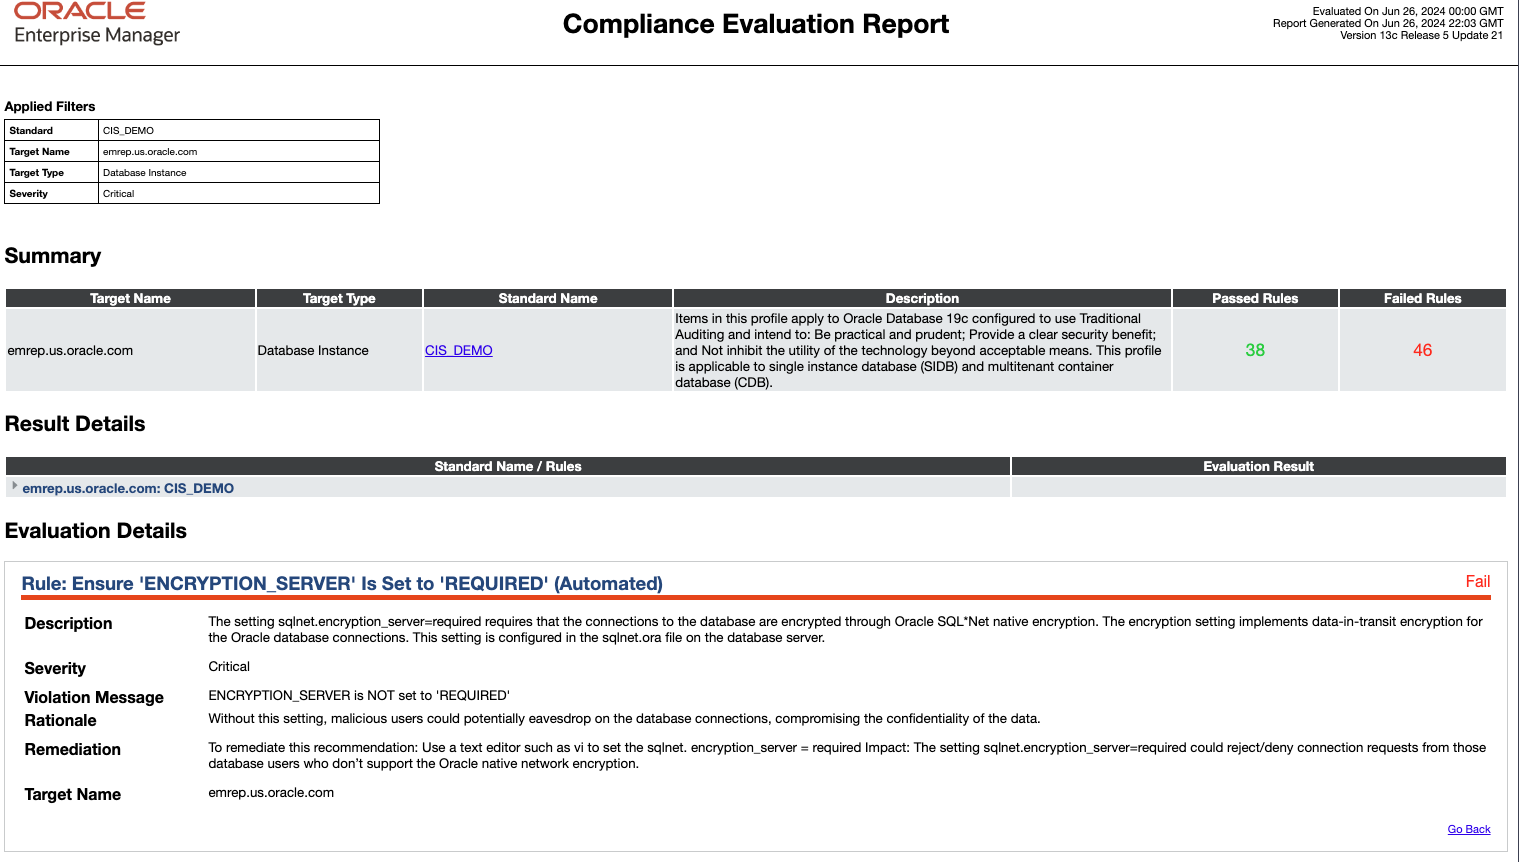 ORACLE
Enterprise Manager
Compliance Evaluation Report
Evaluated On Jun 26, 2024 00:00 GMT
Report Generated On Jun 26, 2024 22:03 GMT
Version 13c Release 5 Update 21
Applied Filters
Standard CIS_DEMO
Target Name emrep.us.oracle.com
Target Type Database Instance
Severity Critical
Summary
Target Name Target Type Standard Name Description Passed Rules Failed Rules
emrep.us.oracle.com Database Instance CIS_DEMO
Items in this profile apply to Oracle Database 19c configured to use Traditional
Auditing and intend to: Be practical and prudent; Provide a clear security benefit;
and Not inhibit the utility of the technology beyond acceptable means. This profile
is applicable to single instance database (SIDB) and multitenant container
database (CDB).
38 46
Result Details
Standard Name / Rules Evaluation Result
emrep.us.oracle.com: CIS_DEMO
Evaluation Details
Rule: Ensure 'ENCRYPTION_SERVER' Is Set to 'REQUIRED' (Automated) Fail
Description The setting sqlnet.encryption_server=required requires that the connections to the database are encrypted through Oracle SQL*Net native encryption. The encryption setting implements data-in-transit encryption for
the Oracle database connections. This setting is configured in the sqlnet.ora file on the database server.
Severity Critical
Violation Message ENCRYPTION_SERVER is NOT set to 'REQUIRED'
Rationale Without this setting, malicious users could potentially eavesdrop on the database connections, compromising the confidentiality of the data.
Remediation To remediate this recommendation: Use a text editor such as vi to set the sqlnet. encryption_server = required Impact: The setting sqlnet.encryption_server=required could reject/deny connection requests from those
database users who don't support the Oracle native network encryption.
Target Name emrep.us.oracle.com
Go Back